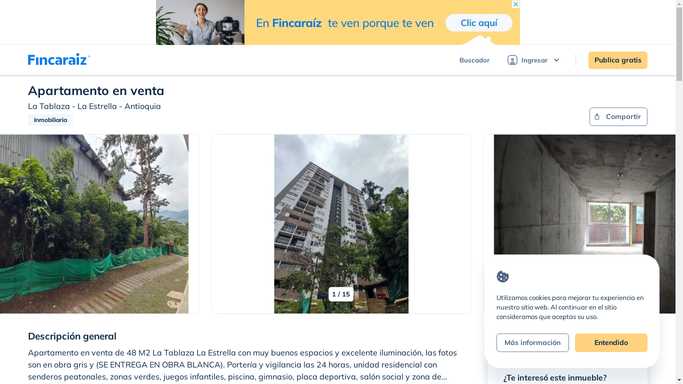 En Fincaraíz te ven porque te ven
Clic aquí
Fincaraíz
Buscador
Ingresar
Publica gratis
Apartamento en venta
La Tablaza - La Estrella - Antioquia
Inmobiliaria
Compartir
1 / 15
Utilizamos cookies para mejorar tu experiencia en
nuestro sitio web. Al continuar en el sitio
consideramos que aceptas su uso.
Más información
Entendido
Descripción general
Apartamento en venta de 48 M2 La Tablaza La Estrella con muy buenos espacios y excelente iluminación, las fotos
son en obra gris y (SE ENTREGA EN OBRA BLANCA). Portería y vigilancia las 24 horas, unidad residencial con
senderos peatonales, zonas verdes, juegos infantiles, piscina, gimnasio, placa deportiva, salón social y zona de...
¿Te interesó este inmueble?